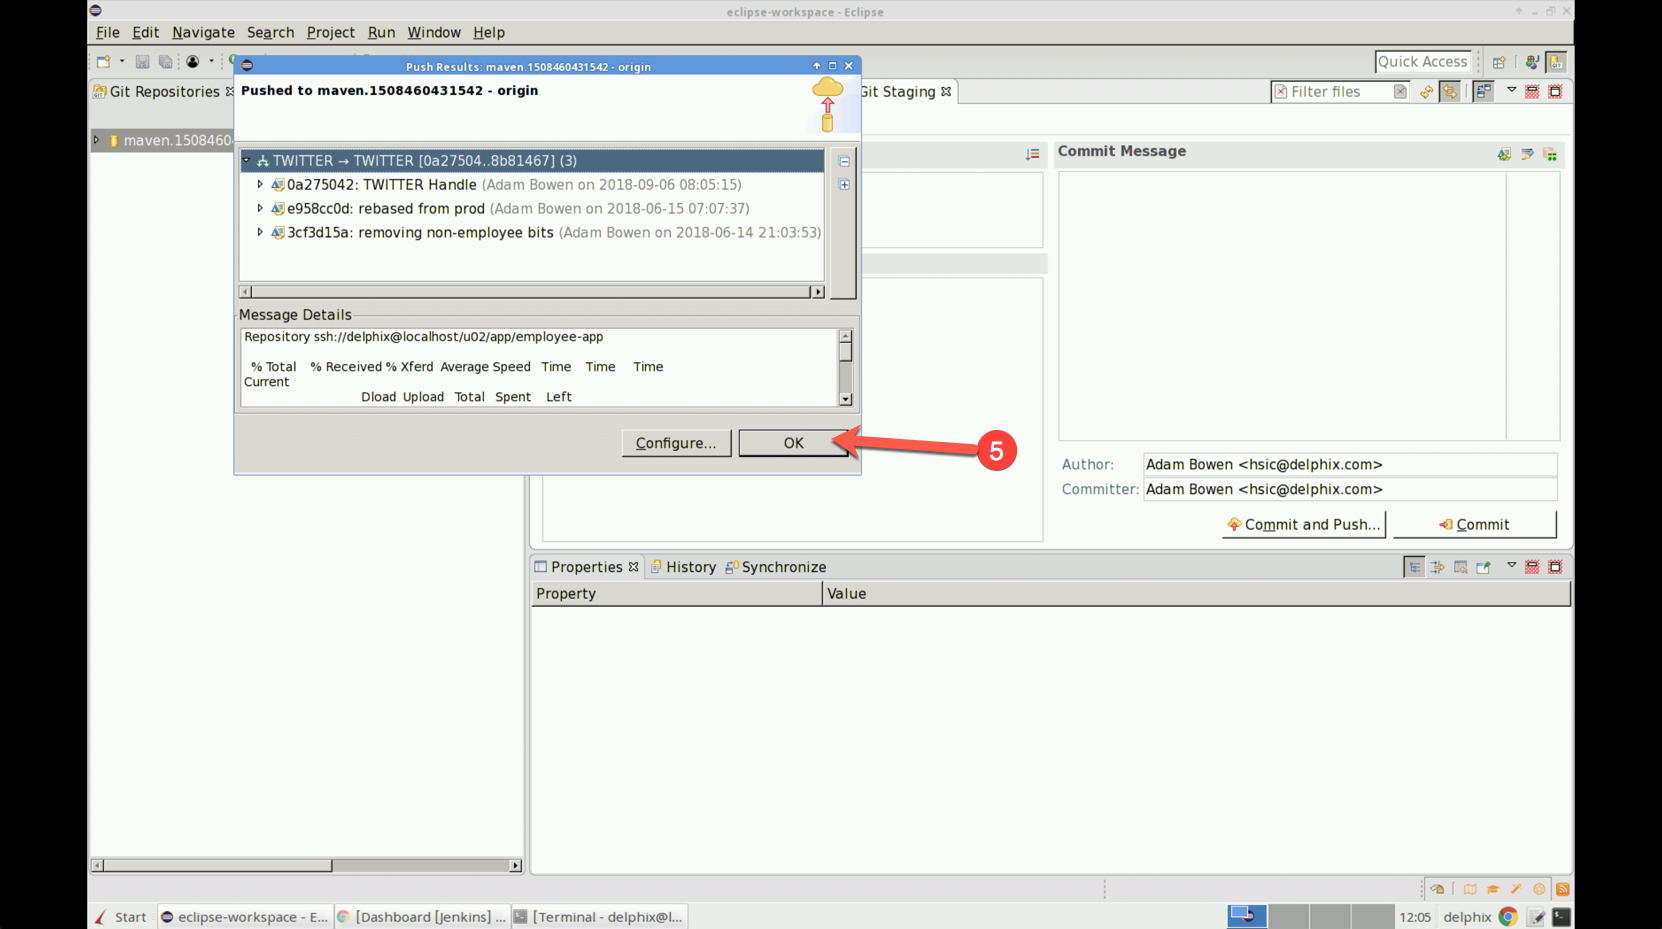 eclipse-workspace - Eclipse
File Edit Navigate Search Project Run Window Help
Quick Access
Push Results: maven.1508460431542 - origin
Git Repositories
Pushed to maven.1508460431542 - origin
Git Staging
Filter files
maven.1508460
TWITTER → TWITTER [0a27504..8b81467] (3)
0a275042: TWITTER Handle (Adam Bowen on 2018-09-06 08:05:15)
e958cc0d: rebased from prod (Adam Bowen on 2018-06-15 07:07:37)
3cf3d15a: removing non-employee bits (Adam Bowen on 2018-06-14 21:03:53)
Commit Message
Message Details
Repository ssh://delphix@localhost/u02/app/employee-app
% Total % Received % Xferd Average Speed Time Time Time
Current
Dload Upload Total Spent Left
Configure...
OK
5
Author: Adam Bowen <hsic@delphix.com>
Committer: Adam Bowen <hsic@delphix.com>
Commit and Push...
Commit
Properties History Synchronize
Property Value
Start eclipse-workspace - E... [Dashboard [Jenkins] ... [Terminal - delphix@l... 12:05 delphix